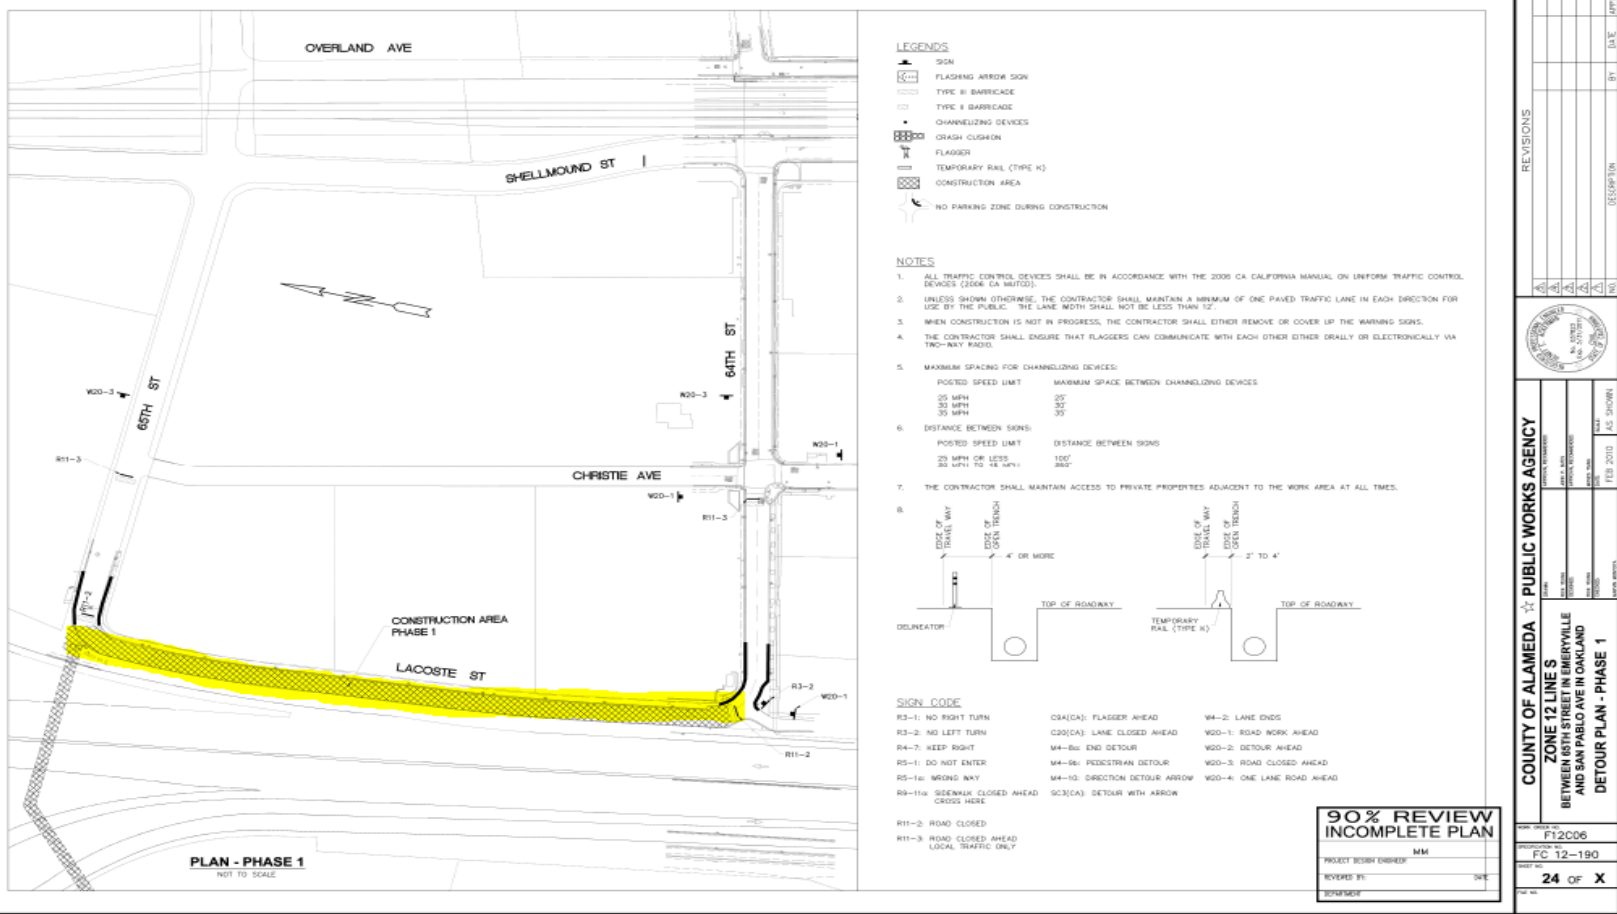 OVERLAND AVE
SHELLMOUND ST
65TH ST
64TH ST
W20-3
W20-3
R11-3
CHRISTIE AVE
W20-1
W20-1
R11-3
R11-2
CONSTRUCTION AREA
PHASE 1
LACOSTE ST
R3-2
W20-1
R11-2
PLAN - PHASE 1
NOT TO SCALE
LEGENDS
SIGN
FLASHING ARROW SIGN
TYPE III BARRICADE
TYPE II BARRICADE
CHANNELIZING DEVICES
CRASH CUSHION
FLAGGER
TEMPORARY RAIL (TYPE K)
CONSTRUCTION AREA
NO PARKING ZONE DURING CONSTRUCTION
NOTES
1. ALL TRAFFIC CONTROL DEVICES SHALL BE IN ACCORDANCE WITH THE 2006 CA CALIFORNIA MANUAL ON UNIFORM TRAFFIC CONTROL
DEVICES (2006 CA MUTCD).
2. UNLESS SHOWN OTHERWISE, THE CONTRACTOR SHALL MAINTAIN A MINIMUM OF ONE PAVED TRAFFIC LANE IN EACH DIRECTION FOR
USE BY THE PUBLIC. THE LANE WIDTH SHALL NOT BE LESS THAN 12'.
3. WHEN CONSTRUCTION IS NOT IN PROGRESS, THE CONTRACTOR SHALL EITHER REMOVE OR COVER UP THE WARNING SIGNS.
4. THE CONTRACTOR SHALL ENSURE THAT FLAGGERS CAN COMMUNICATE WITH EACH OTHER EITHER ORALLY OR ELECTRONICALLY VIA
TWO-WAY RADIO.
5. MAXIMUM SPACING FOR CHANNELIZING DEVICES:
POSTED SPEED LIMIT MAXIMUM SPACE BETWEEN CHANNELIZING DEVICES
25 MPH 25'
30 MPH 30'
35 MPH 35'
6. DISTANCE BETWEEN SIGNS:
POSTED SPEED LIMIT DISTANCE BETWEEN SIGNS
25 MPH OR LESS 100'
7. THE CONTRACTOR SHALL MAINTAIN ACCESS TO PRIVATE PROPERTIES ADJACENT TO THE WORK AREA AT ALL TIMES.
8.
EDGE OF
TRAVEL WAY
EDGE OF
OPEN TRENCH
4' OR MORE
TOP OF ROADWAY
DELINEATOR
EDGE OF
TRAVEL WAY
EDGE OF
OPEN TRENCH
2' TO 4'
TOP OF ROADWAY
TEMPORARY
RAIL (TYPE K)
SIGN CODE
R3-1: NO RIGHT TURN C9A(CA): FLAGGER AHEAD W4-2: LANE ENDS
R3-2: NO LEFT TURN C20(CA): LANE CLOSED AHEAD W20-1: ROAD WORK AHEAD
R4-7: KEEP RIGHT M4-8a: END DETOUR W20-2: DETOUR AHEAD
R5-1: DO NOT ENTER M4-9b: PEDESTRIAN DETOUR W20-3: ROAD CLOSED AHEAD
R5-1a: WRONG WAY M4-10: DIRECTION DETOUR ARROW W20-4: ONE LANE ROAD AHEAD
R9-11a: SIDEWALK CLOSED AHEAD SC3(CA): DETOUR WITH ARROW
CROSS HERE
R11-2: ROAD CLOSED
R11-3: ROAD CLOSED AHEAD
LOCAL TRAFFIC ONLY
90% REVIEW
INCOMPLETE PLAN
MM
PROJECT DESIGN ENGINEER
REVIEWED BY: DATE
DEPARTMENT
REVISIONS
NO.
DESCRIPTION
BY
DATE
APP
COUNTY OF ALAMEDA ☆ PUBLIC WORKS AGENCY
ZONE 12 LINE S
BETWEEN 65TH STREET IN EMERYVILLE
AND SAN PABLO AVE IN OAKLAND
DETOUR PLAN - PHASE 1
AS SHOWN
FEB 2010
F12C06
FC 12-190
24 OF X